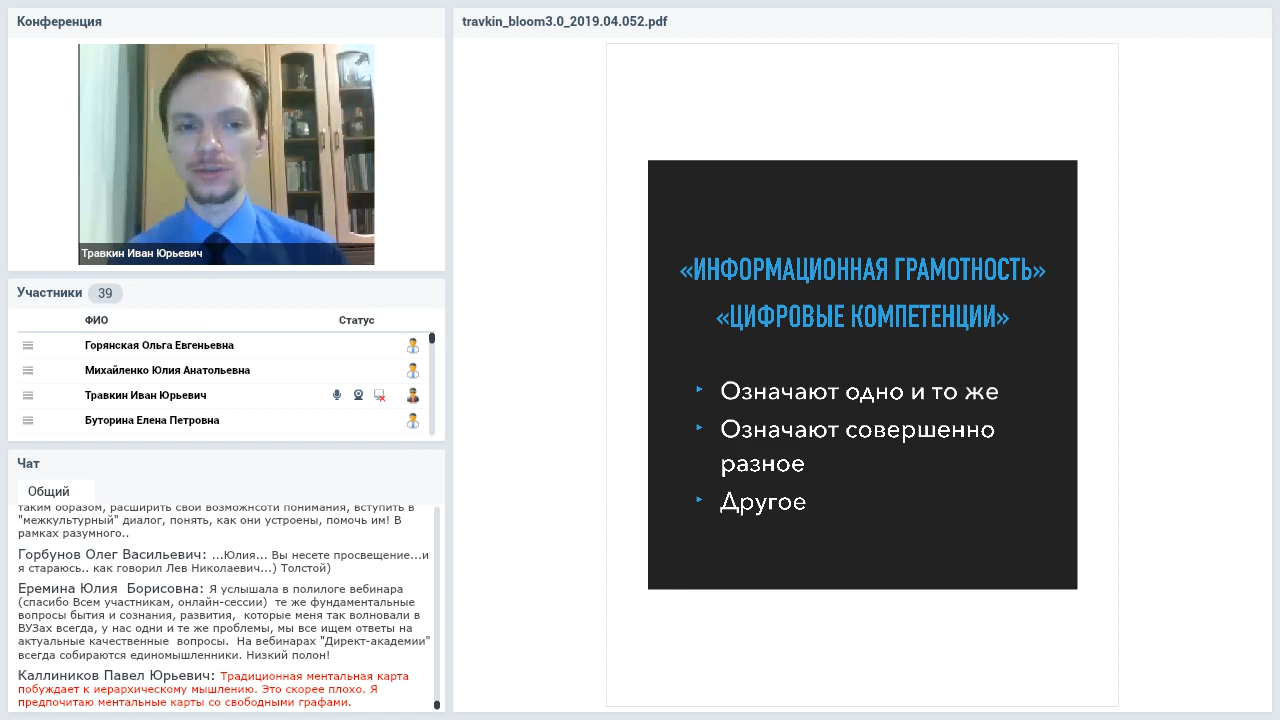 Конференция
Травкин Иван Юрьевич
Участники 39
ФИО Статус
Горянская Ольга Евгеньевна
Михайленко Юлия Анатольевна
Травкин Иван Юрьевич
Буторина Елена Петровна
Чат
Общий
таким образом, расширить свои возможности понимания, вступить в
"межкультурный" диалог, понять, как они устроены, помочь им! В
рамках разумного..
Горбунов Олег Васильевич: ...Юлия... Вы несете просвещение...и
я стараюсь.. как говорил Лев Николаевич...) Толстой)
Еремина Юлия Борисовна: Я услышала в полилоге вебинара
(спасибо Всем участникам, онлайн-сессии) те же фундаментальные
вопросы бытия и сознания, развития, которые меня так волновали в
ВУЗах всегда, у нас одни и те же проблемы, мы все ищем ответы на
актуальные качественные вопросы. На вебинарах "Директ-академии"
всегда собираются единомышленники. Низкий полон!
Каллиников Павел Юрьевич: Традиционная ментальная карта
побуждает к иерархическому мышлению. Это скорее плохо. Я
предпочитаю ментальные карты со свободными графами.
travkin_bloom3.0_2019.04.052.pdf
«ИНФОРМАЦИОННАЯ ГРАМОТНОСТЬ»
«ЦИФРОВЫЕ КОМПЕТЕНЦИИ»
Означают одно и то же
Означают совершенно
разное
Другое